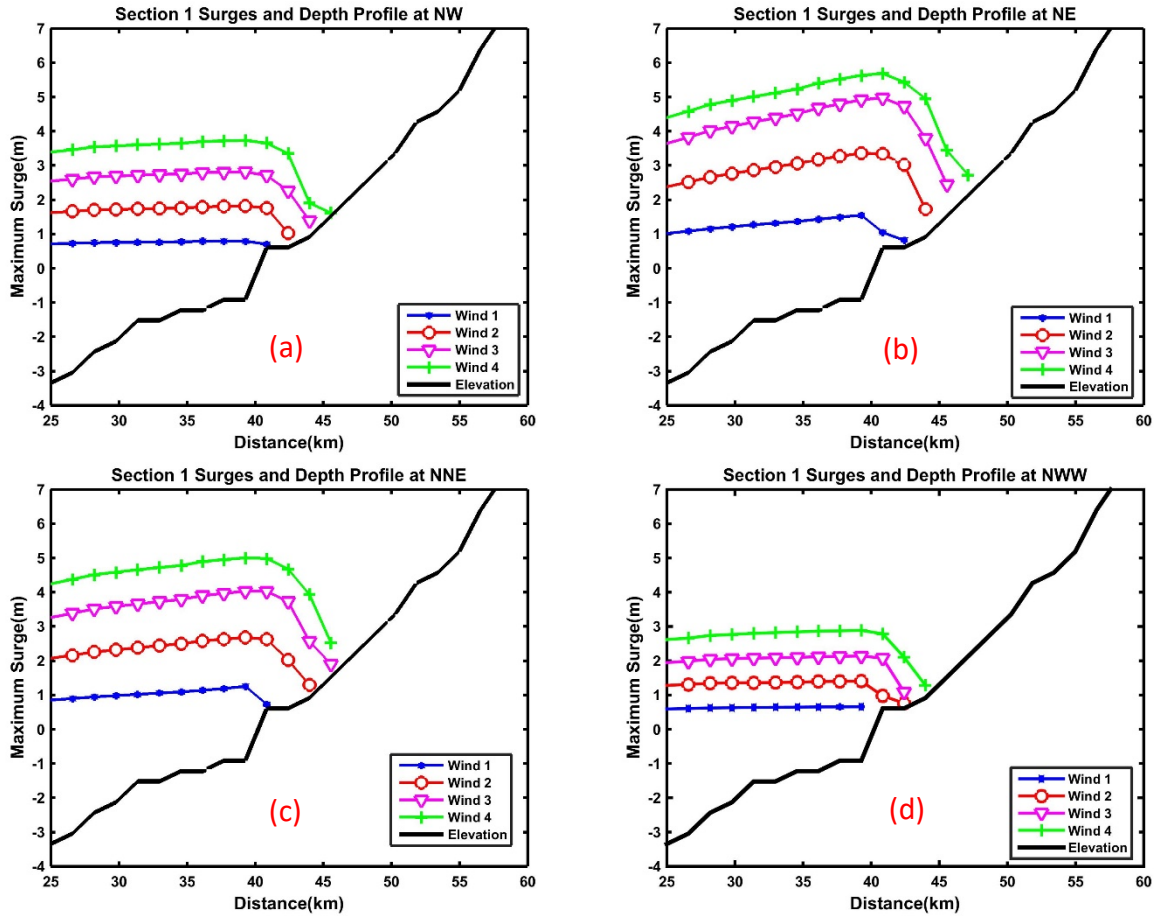 Section 1 Surges and Depth Profile at NW
Maximum Surge(m)
7
6
5
4
3
2
1
0
-1
-2
-3
-4
(a)
Wind 1
Wind 2
Wind 3
Wind 4
Elevation
25 30 35 40 45 50 55 60
Distance(km)
Section 1 Surges and Depth Profile at NE
Maximum Surge(m)
7
6
5
4
3
2
1
0
-1
-2
-3
-4
(b)
Wind 1
Wind 2
Wind 3
Wind 4
Elevation
25 30 35 40 45 50 55 60
Distance(km)
Section 1 Surges and Depth Profile at NNE
Maximum Surge(m)
7
6
5
4
3
2
1
0
-1
-2
-3
-4
(c)
Wind 1
Wind 2
Wind 3
Wind 4
Elevation
25 30 35 40 45 50 55 60
Distance(km)
Section 1 Surges and Depth Profile at NWW
Maximum Surge(m)
7
6
5
4
3
2
1
0
-1
-2
-3
-4
(d)
Wind 1
Wind 2
Wind 3
Wind 4
Elevation
25 30 35 40 45 50 55 60
Distance(km)